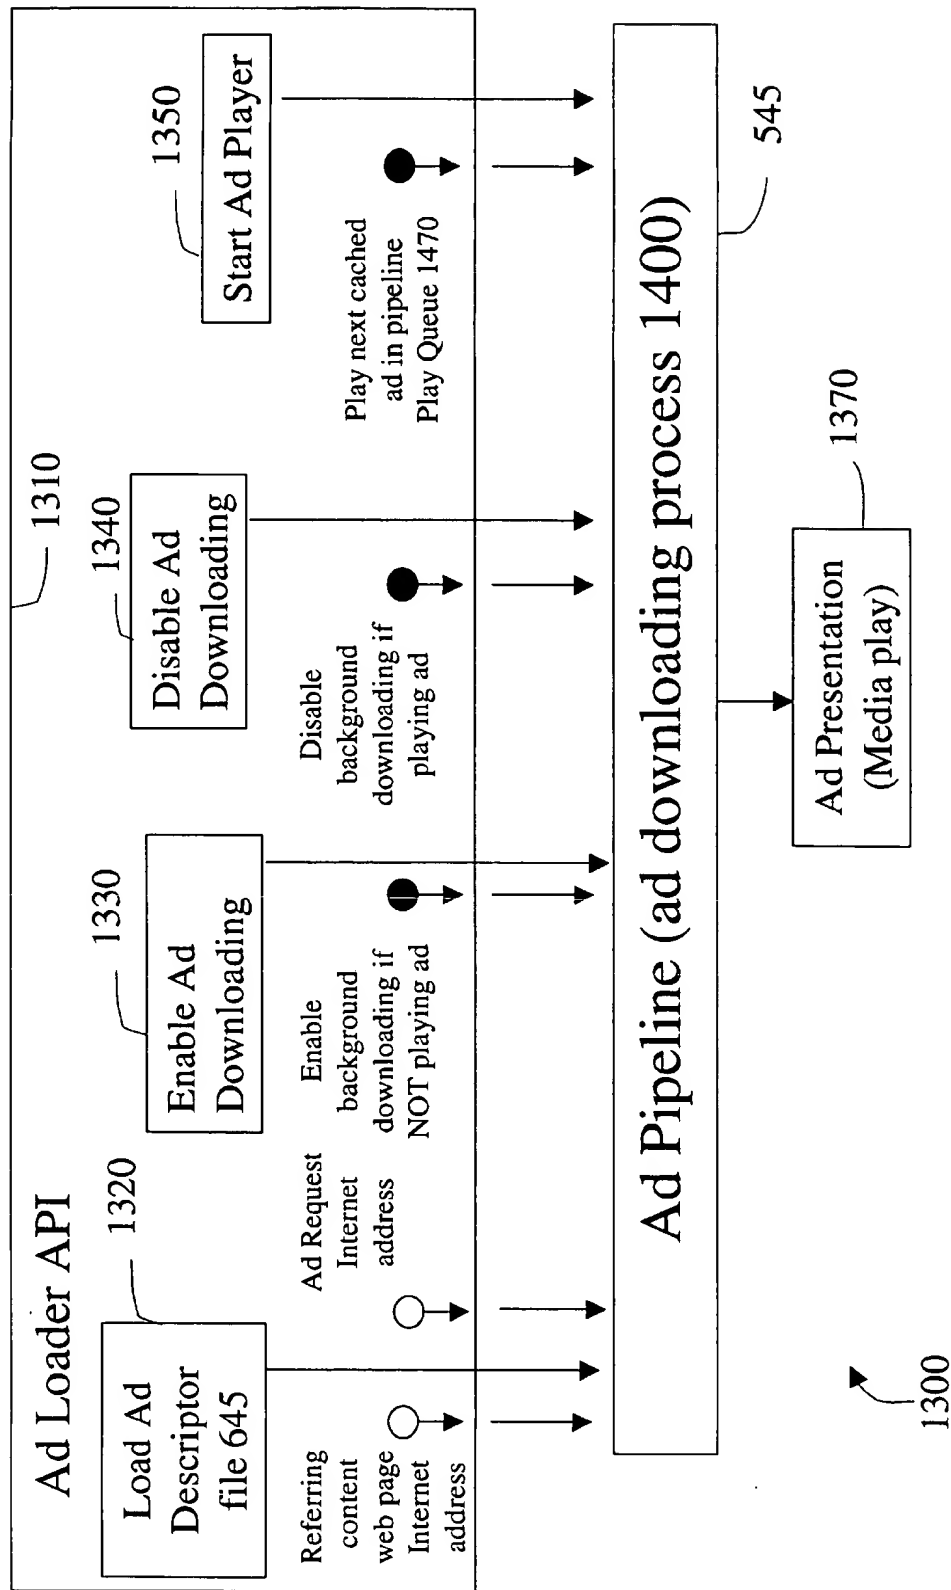 Ad Loader API
1310
1320
Load Ad
Descriptor
file 645
1330
Enable Ad
Downloading
1340
Disable Ad
Downloading
1350
Start Ad Player
Referring
content
web page
Internet
address
Ad Request
Internet
address
Enable
background
downloading if
NOT playing ad
Disable
background
downloading if
playing ad
Play next cached
ad in pipeline
Play Queue 1470
Ad Pipeline (ad downloading process 1400)
545
Ad Presentation
(Media play)
1370
1300